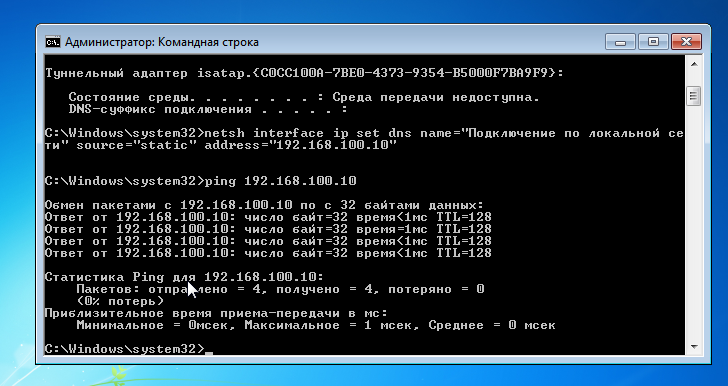 Администратор: Командная строка
Туннельный адаптер isatap.{C0CC100A-7BE0-4373-9354-B5000F7BA9F9}:
Состояние среды. . . . . . . . : Среда передачи недоступна.
DNS-суффикс подключения . . . . . :
C:\Windows\system32>netsh interface ip set dns name="Подключение по локальной се
ти" source="static" address="192.168.100.10"
C:\Windows\system32>ping 192.168.100.10
Обмен пакетами с 192.168.100.10 по с 32 байтами данных:
Ответ от 192.168.100.10: число байт=32 время<1мс TTL=128
Ответ от 192.168.100.10: число байт=32 время=1мс TTL=128
Ответ от 192.168.100.10: число байт=32 время<1мс TTL=128
Ответ от 192.168.100.10: число байт=32 время<1мс TTL=128
Статистика Ping для 192.168.100.10:
Пакетов: отправлено = 4, получено = 4, потеряно = 0
(0% потерь)
Приблизительное время приема-передачи в мс:
Минимальное = 0мсек, Максимальное = 1 мсек, Среднее = 0 мсек
C:\Windows\system32>_